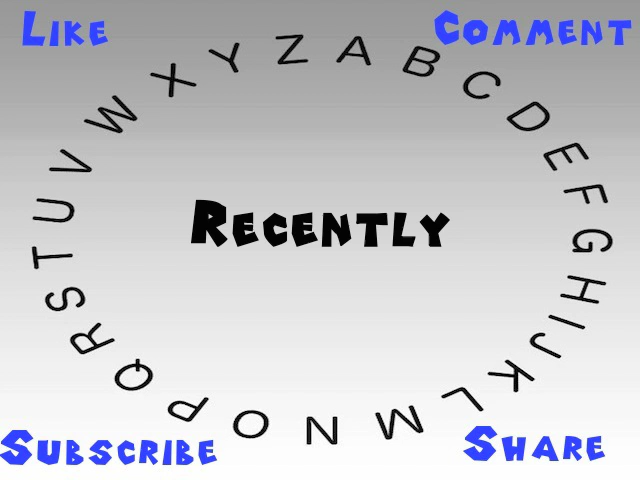 Like
Comment
A B C D E F G H I J K L M N O P Q R S T U V W X Y Z
Recently
Subscribe
Share